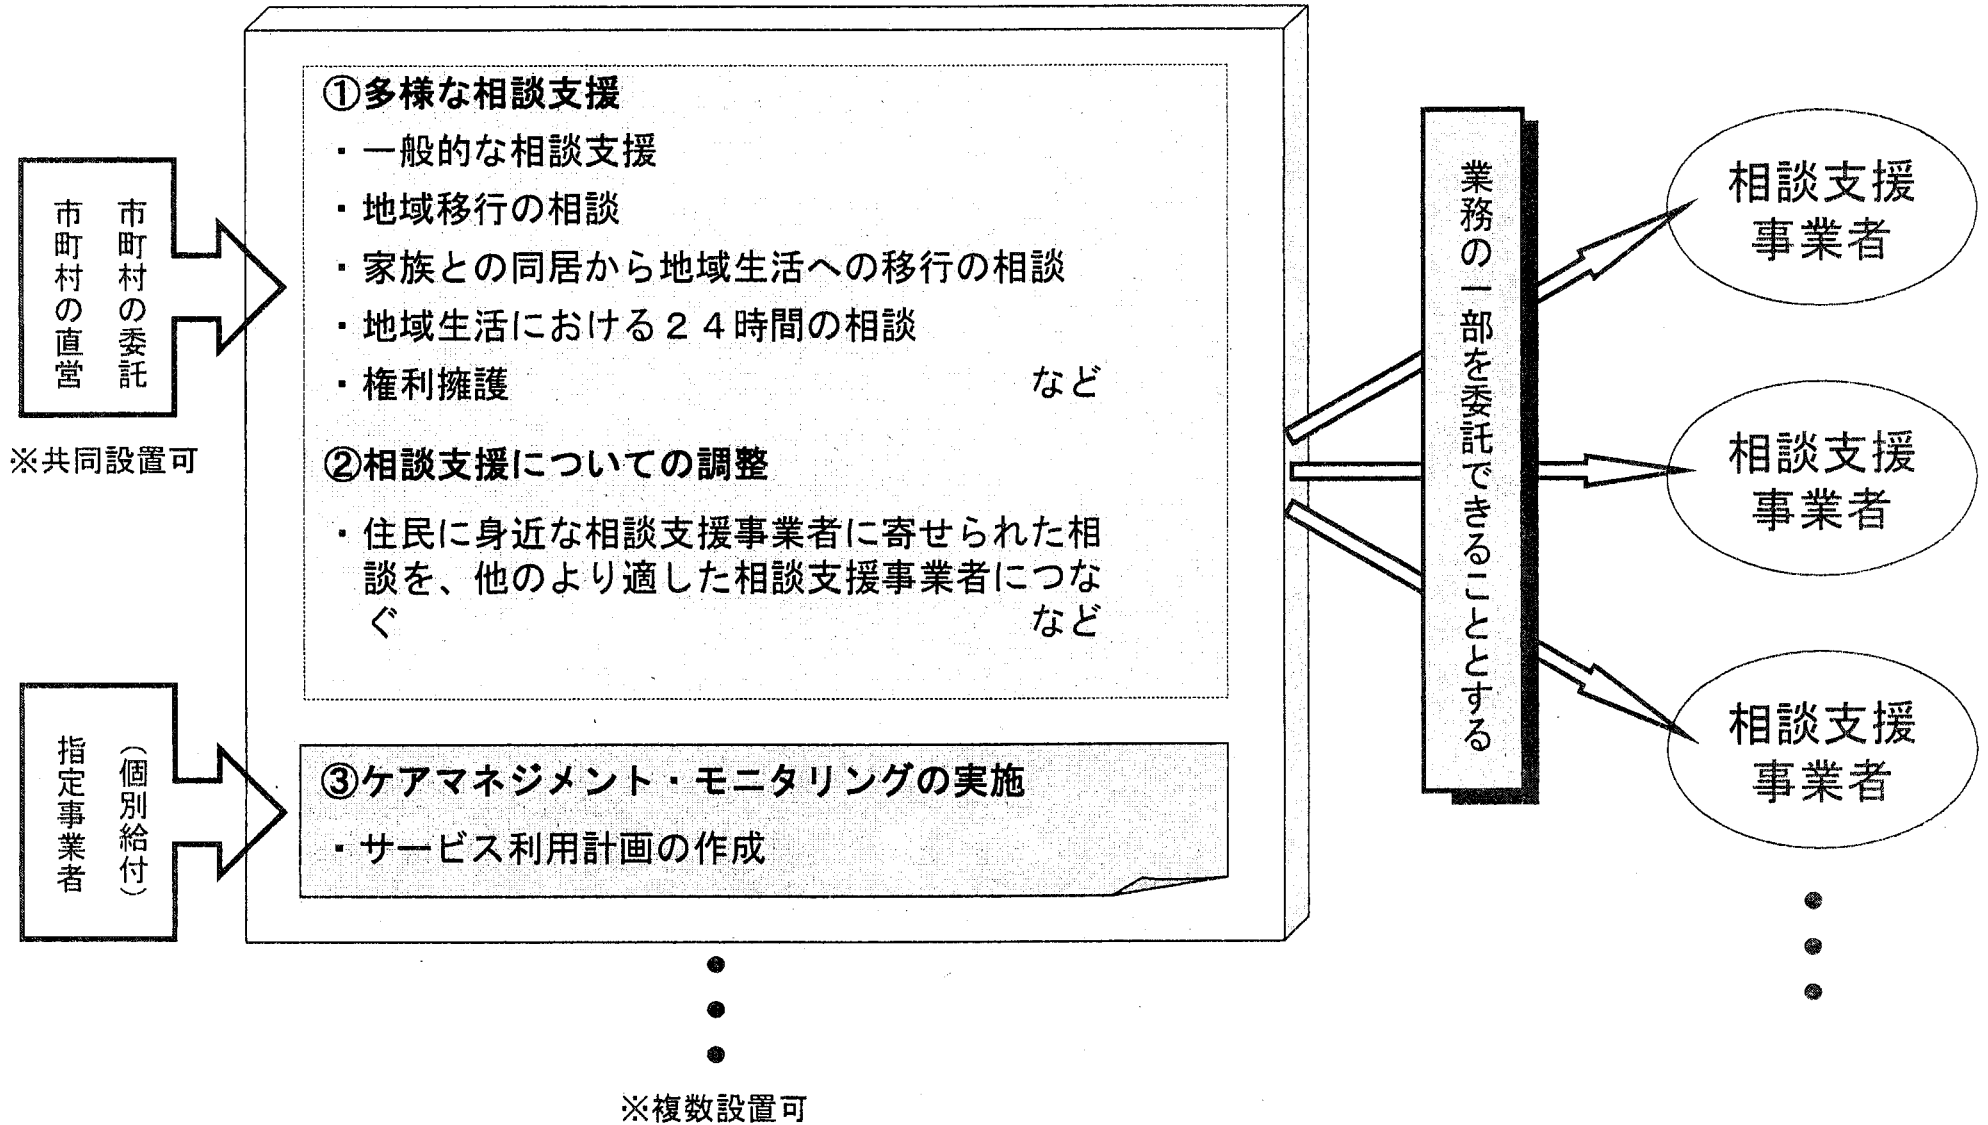 市町村の委託
市町村の直営
※共同設置可
（個別給付）
指定事業者
①多様な相談支援
・一般的な相談支援
・地域移行の相談
・家族との同居から地域生活への移行の相談
・地域生活における２４時間の相談
・権利擁護 など
②相談支援についての調整
・住民に身近な相談支援事業者に寄せられた相
談を、他のより適した相談支援事業者につな
ぐ など
③ケアマネジメント・モニタリングの実施
・サービス利用計画の作成
※複数設置可
業務の一部を委託できることとする
相談支援
事業者
相談支援
事業者
相談支援
事業者